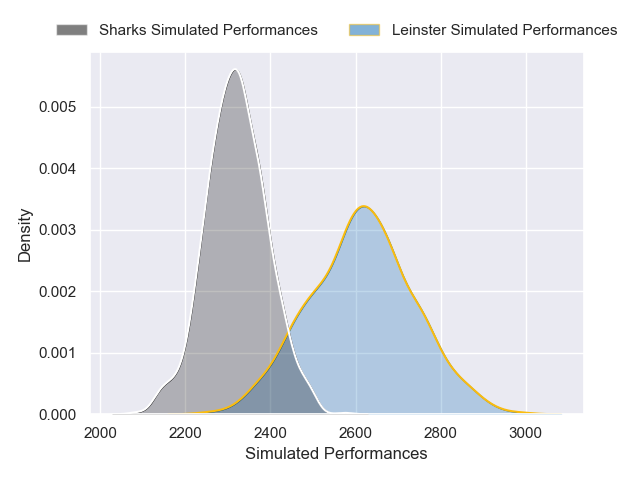 Sharks Simulated Performances Leinster Simulated Performances
0.005
0.004
0.003
0.002
0.001
0.000
Density
2000 2200 2400 2600 2800 3000
Simulated Performances